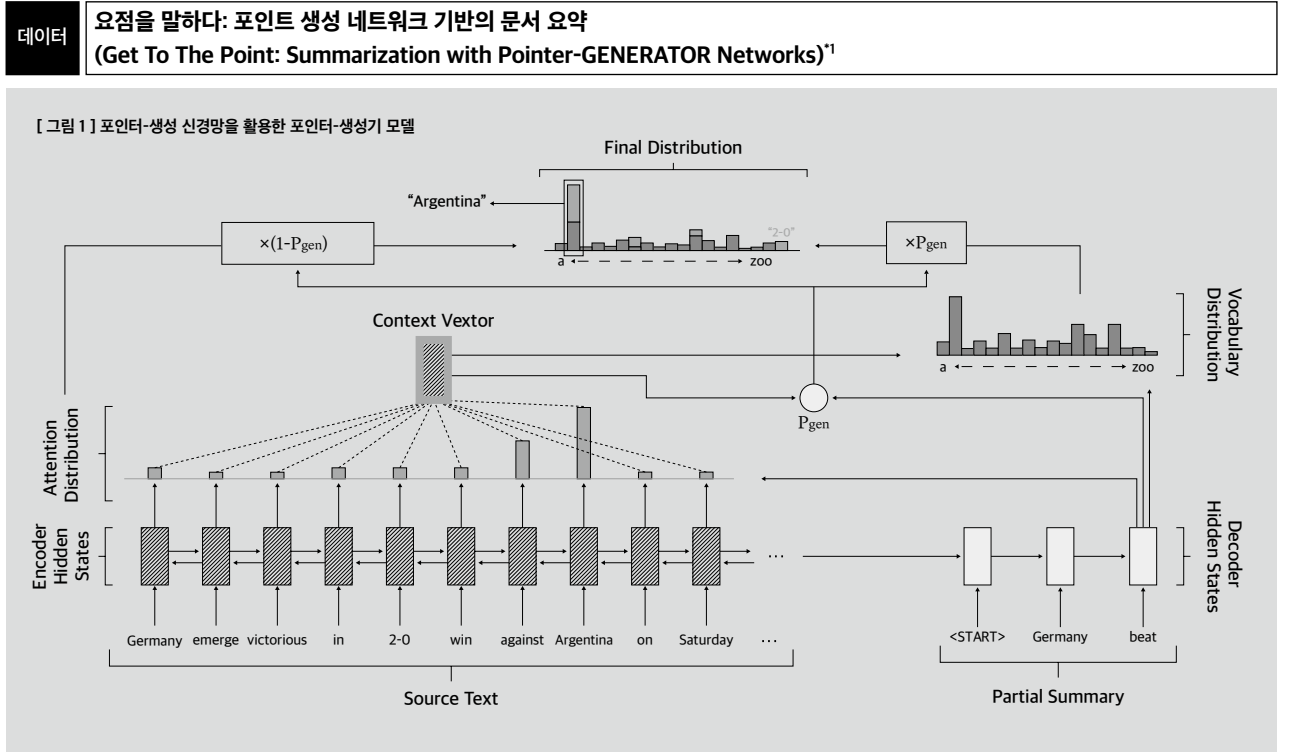 데이터
요점을 말하다: 포인트 생성 네트워크 기반의 문서 요약
(Get To The Point: Summarization with Pointer-GENERATOR Networks)*1
[ 그림 1 ] 포인터-생성 신경망을 활용한 포인터-생성기 모델
Final Distribution
"Argentina"
×(1-Pgen)
"2-0"
×Pgen
a
zoo
Context Vextor
Vocabulary
Distribution
a
zoo
Pgen
Attention
Distribution
Encoder
Hidden
States
...
Decoder
Hidden States
Germany emerge victorious in 2-0 win against Argentina on Saturday ...
<START> Germany beat
Source Text
Partial Summary